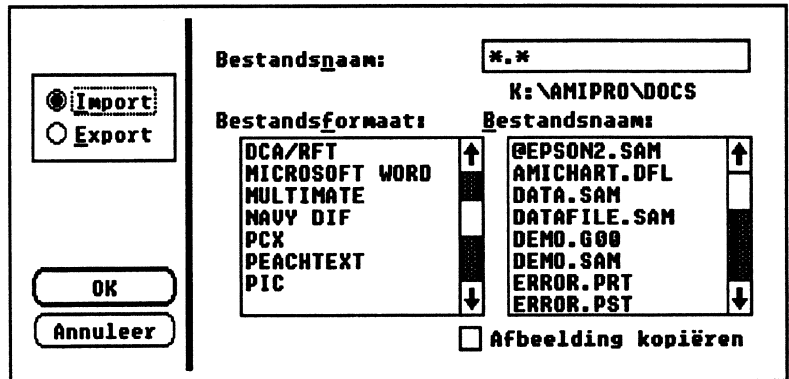 Import
Export
OK
Annuleer
Bestandsnaam:
*.*
K:\AMIPRO\DOCS
Bestandsformaat:
DCA/RFT
MICROSOFT WORD
MULTIMATE
NAVY DIF
PCX
PEACHTEXT
PIC
Bestandsnaam:
@EPSON2.SAM
AMICHART.DFL
DATA.SAM
DATAFILE.SAM
DEMO.G00
DEMO.SAM
ERROR.PRT
ERROR.PST
Afbeelding kopiëren